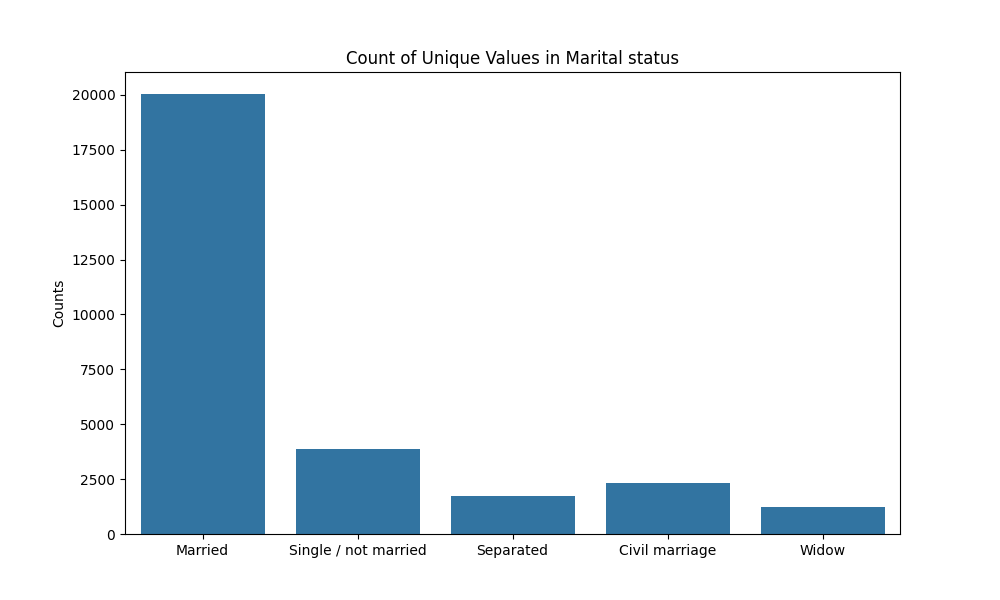 Count of Unique Values in Marital status
20000
17500
15000
12500
10000
7500
5000
2500
0
Counts
Married
Single / not married
Separated
Civil marriage
Widow